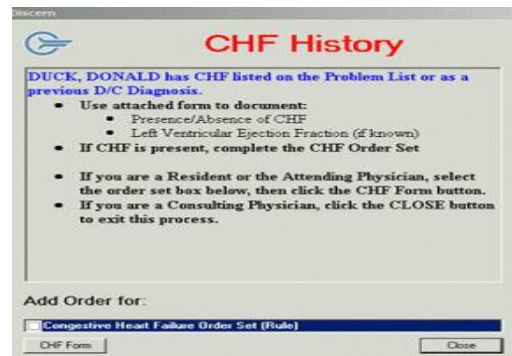 Discern
CHF History
DUCK, DONALD has CHF listed on the Problem List or as a
previous D/C Diagnosis.
• Use attached form to document:
• Presence/Absence of CHF
• Left Ventricular Ejection Fraction (if known)
• If CHF is present, complete the CHF Order Set
• If you are a Resident or the Attending Physician, select
the order set box below, then click the CHF Form button.
• If you are a Consulting Physician, click the CLOSE button
to exit this process.
Add Order for:
Congestive Heart Failure Order Set (Rule)
CHF Form
Close